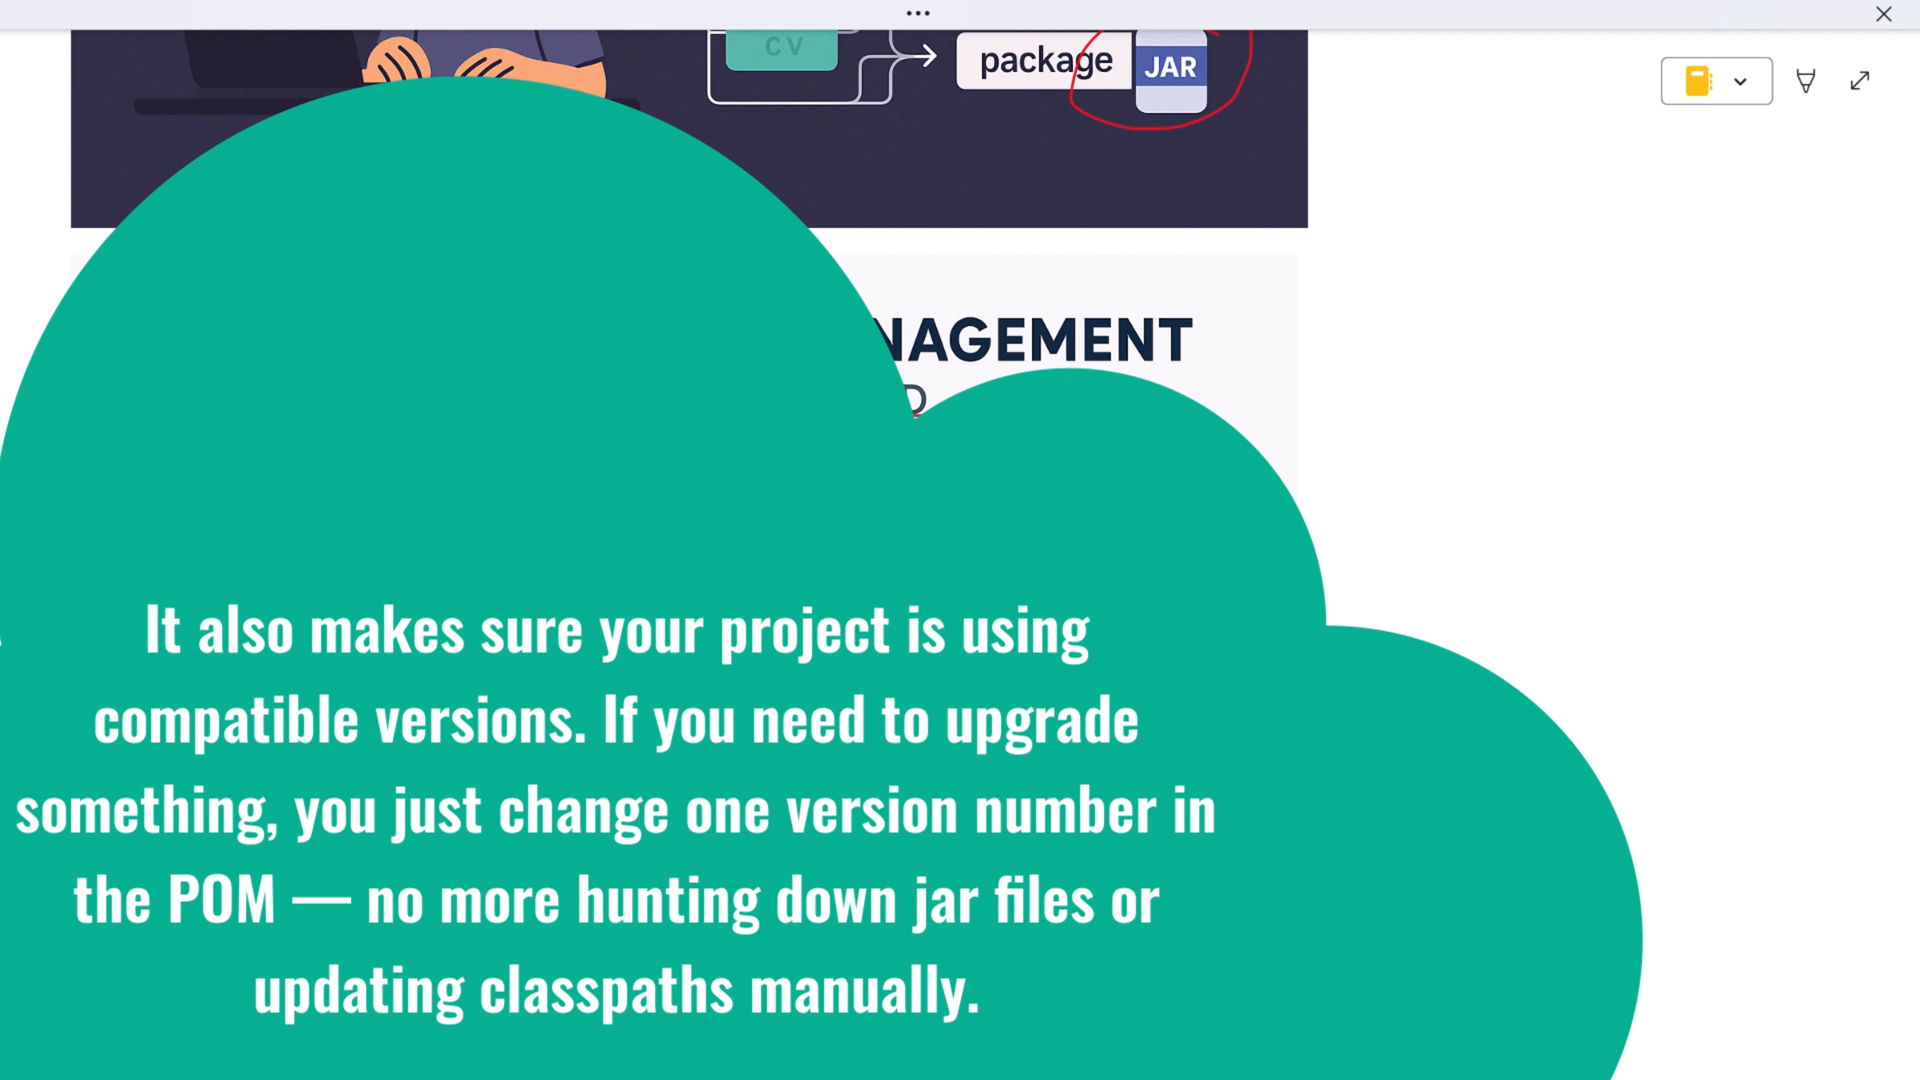 CV
package
JAR
NAGEMENT
It also makes sure your project is using
compatible versions. If you need to upgrade
something, you just change one version number in
the POM — no more hunting down jar files or
updating classpaths manually.